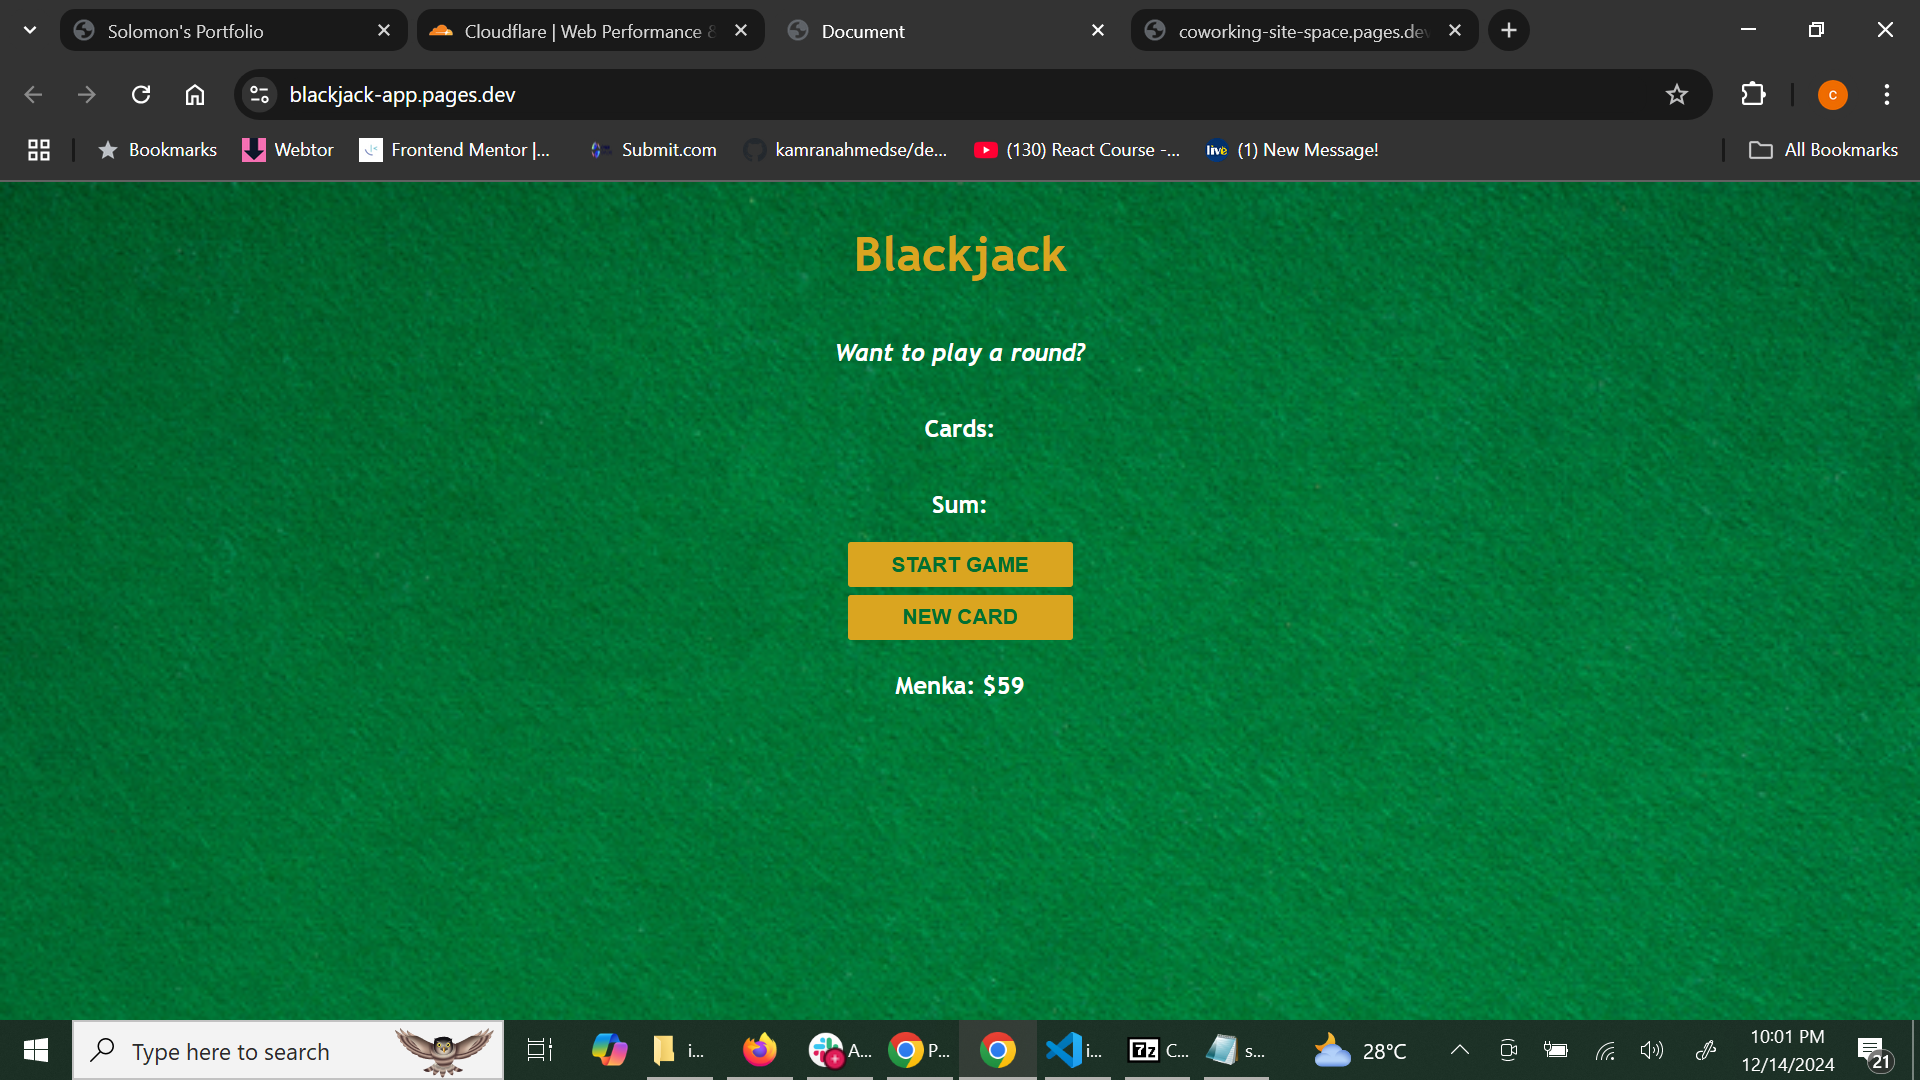 Solomon's Portfolio
Cloudflare | Web Performance &
Document
coworking-site-space.pages.dev
blackjack-app.pages.dev
C
Bookmarks
Webtor
Frontend Mentor |...
Submit.com
kamranahmedse/de...
(130) React Course -...
live
(1) New Message!
All Bookmarks
Blackjack
Want to play a round?
Cards:
Sum:
START GAME
NEW CARD
Menka: $59
Type here to search
i...
A...
P...
i...
7z
C...
s...
28°C
10:01 PM
12/14/2024
21